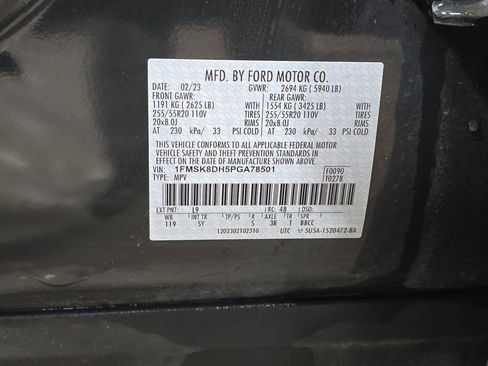 MFD. BY FORD MOTOR CO.
DATE: 02/23 GVWR: 2694 KG ( 5940 LB)
FRONT GAWR: REAR GAWR:
1191 KG ( 2625 LB) WITH 1554 KG ( 3425 LB) WITH
255/55R20 110V TIRES 255/55R20 110V TIRES
20x8.0J RIMS 20x8.0J RIMS
AT 230 kPa/ 33 PSI COLD AT 230 kPa/ 33 PSI COLD
THIS VEHICLE CONFORMS TO ALL APPLICABLE FEDERAL MOTOR
VEHICLE SAFETY AND THEFT PREVENTION STANDARDS IN EFFECT
ON THE DATE OF MANUFACTURE SHOWN ABOVE.
VIN: 1FMSK8DH5PGA78501 F0090
TYPE: MPV T0278
EXT PNT: L9 RC: 48
WB INT TR TP/PS R AXLE TR SPR
119 SY S 3B T BBCC
1202302102310 UTC SU5A-1520472-BA